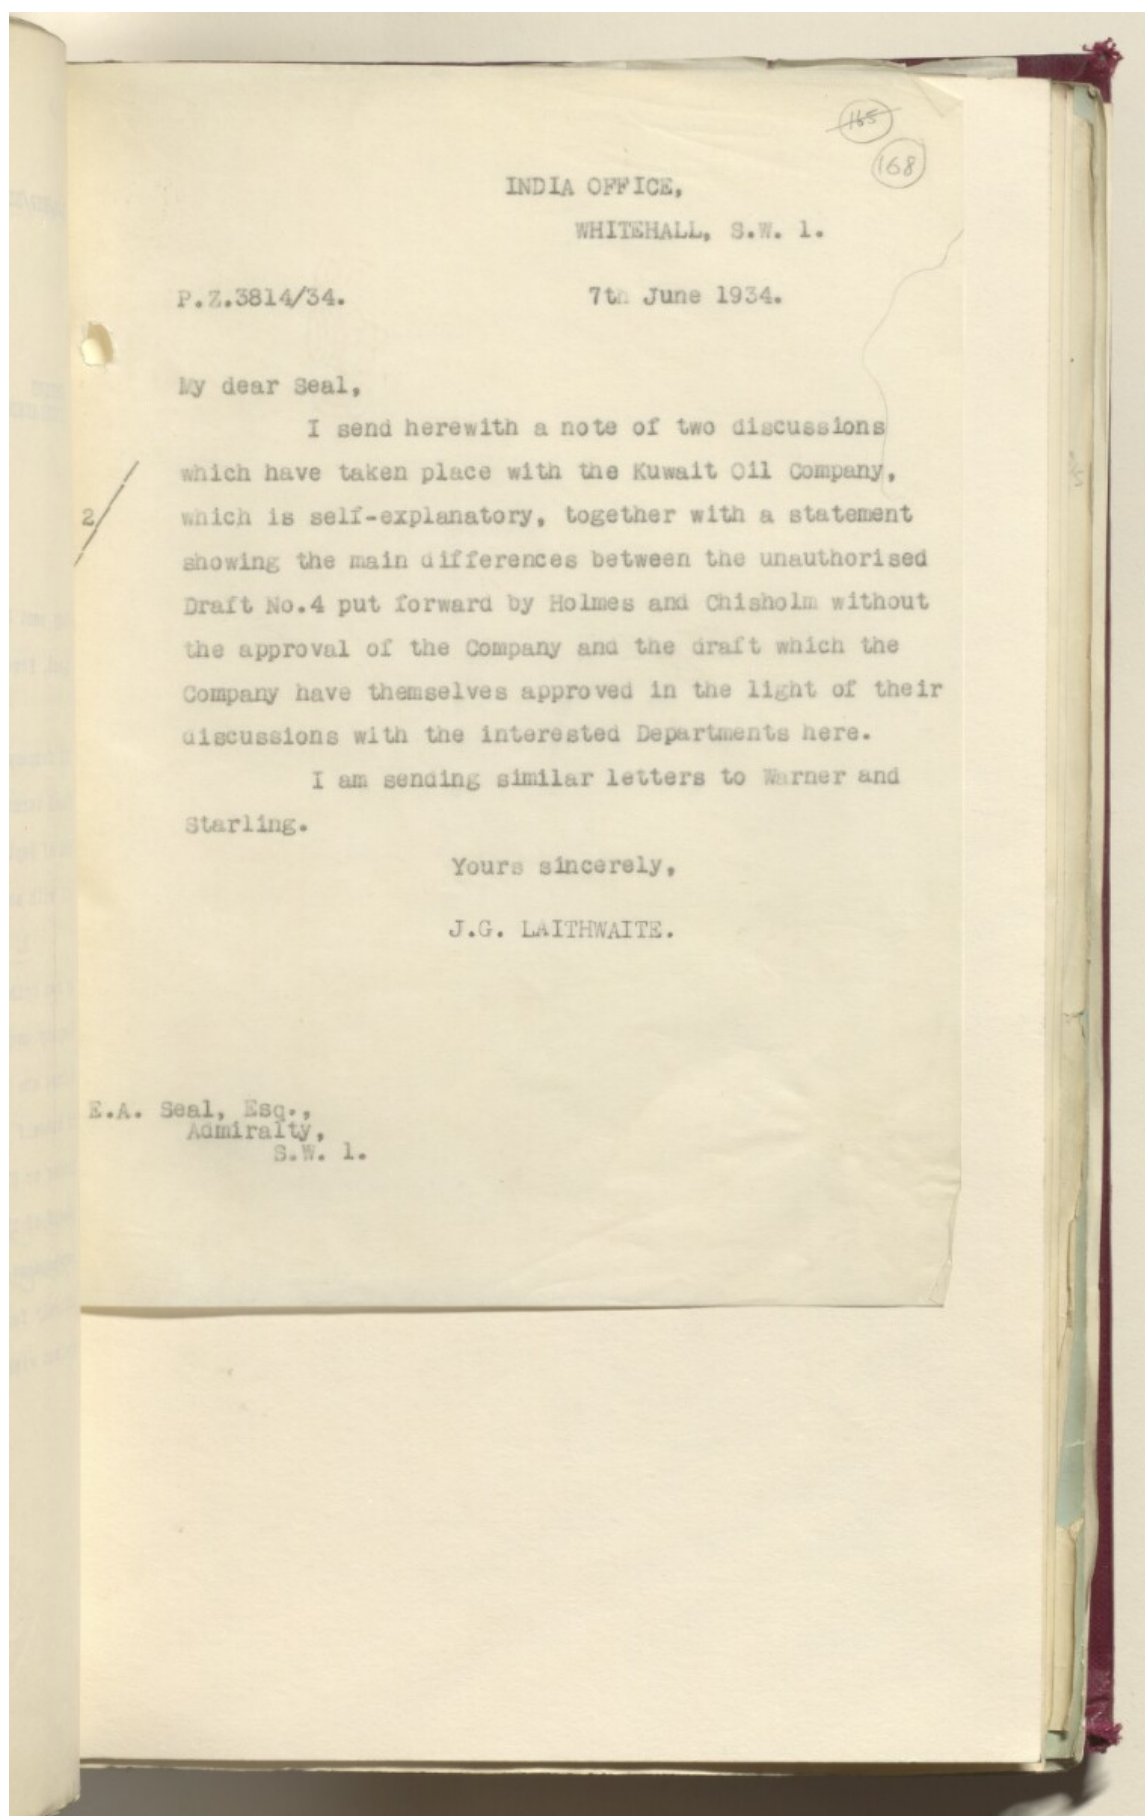 165
168
INDIA OFFICE,
WHITEHALL, S.W. 1.
P.Z.3814/34.
7th June 1934.
My dear Seal,
I send herewith a note of two discussions
which have taken place with the Kuwait Oil Company,
2/ which is self-explanatory, together with a statement
showing the main differences between the unauthorised
Draft No.4 put forward by Holmes and Chisholm without
the approval of the Company and the draft which the
Company have themselves approved in the light of their
discussions with the interested Departments here.
I am sending similar letters to Warner and
Starling.
Yours sincerely,
J.G. LAITHWAITE.
E.A. Seal, Esq.,
Admiralty,
S.W. 1.